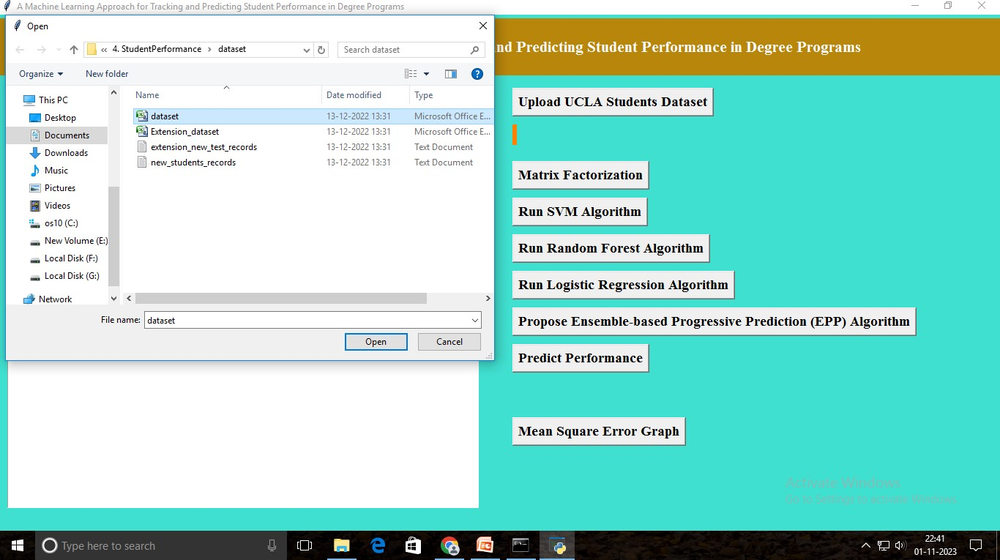 A Machine Learning Approach for Tracking and Predicting Student Performance in Degree Programs
Open
« 4. StudentPerformance › dataset
Search dataset
Organize
New folder
This PC
Desktop
Documents
Downloads
Music
Pictures
Videos
os10 (C:)
New Volume (E:)
Local Disk (F:)
Local Disk (G:)
Network
Name Date modified Type
dataset 13-12-2022 13:31 Microsoft Office E...
Extension_dataset 13-12-2022 13:31 Microsoft Office E...
extension_new_test_records 13-12-2022 13:31 Text Document
new_students_records 13-12-2022 13:31 Text Document
File name: dataset
Open Cancel
nd Predicting Student Performance in Degree Programs
Upload UCLA Students Dataset
Matrix Factorization
Run SVM Algorithm
Run Random Forest Algorithm
Run Logistic Regression Algorithm
Propose Ensemble-based Progressive Prediction (EPP) Algorithm
Predict Performance
Mean Square Error Graph
Activate Windows
Go to Settings to activate Windows.
Type here to search
22:41
01-11-2023